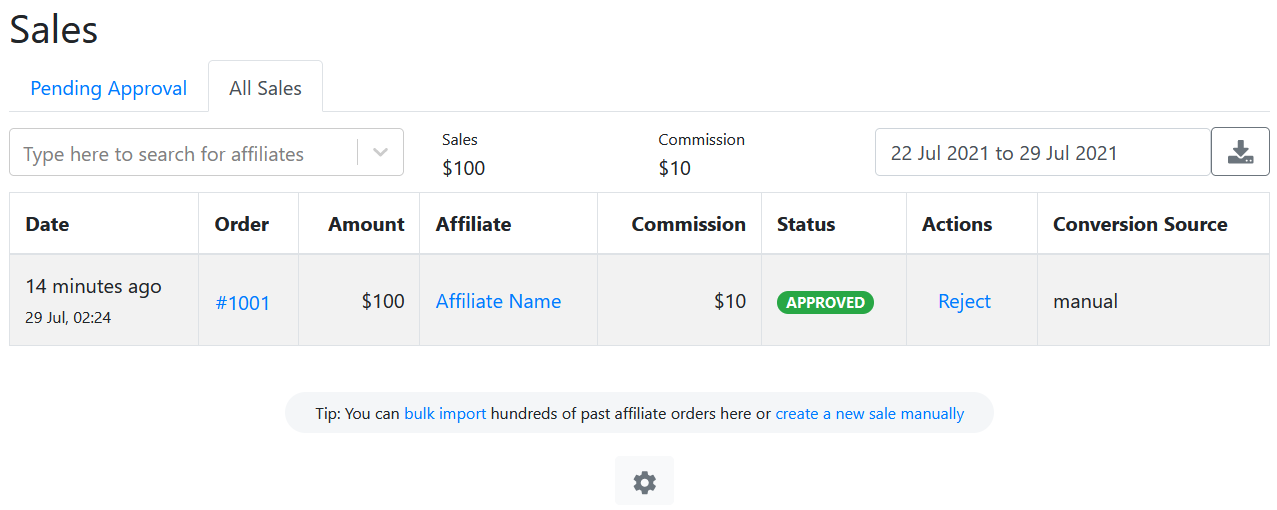 Sales
Pending Approval All Sales
Type here to search for affiliates Sales Commission 22 Jul 2021 to 29 Jul 2021
$100 $10
Date Order Amount Affiliate Commission Status Actions Conversion Source
14 minutes ago #1001 $100 Affiliate Name $10 APPROVED Reject manual
29 Jul, 02:24
Tip: You can bulk import hundreds of past affiliate orders here or create a new sale manually